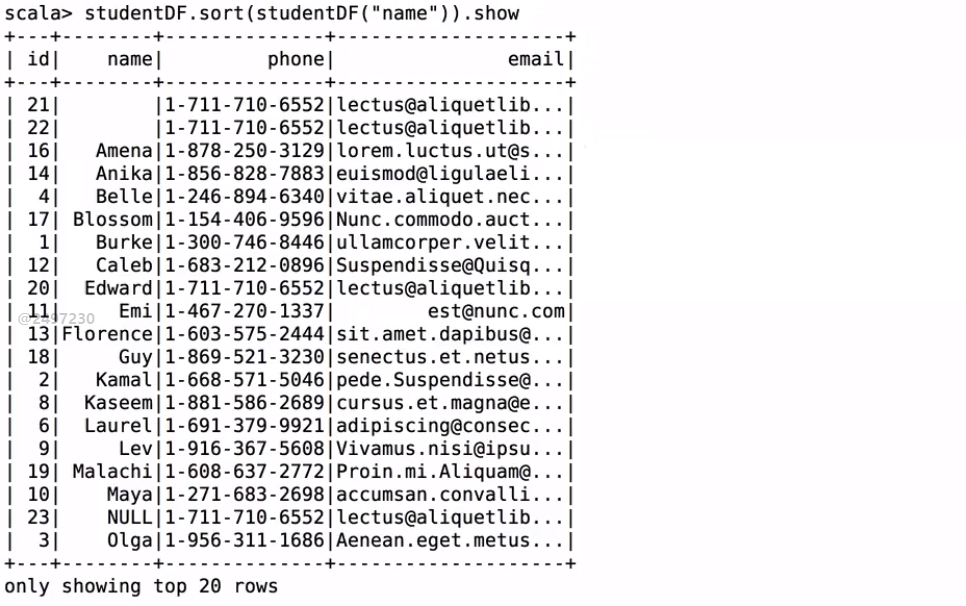 scala> studentDF.sort(studentDF("name")).show
+---+--------+--------------+--------------------+
| id|    name|         phone|               email|
+---+--------+--------------+--------------------+
| 21|        |1-711-710-6552|lectus@aliquetlib...|
| 22|        |1-711-710-6552|lectus@aliquetlib...|
| 16|   Amena|1-878-250-3129|lorem.luctus.ut@s...|
| 14|   Anika|1-856-828-7883|euismod@ligulaeli...|
|  4|   Belle|1-246-894-6340|vitae.aliquet.nec...|
| 17| Blossom|1-154-406-9596|Nunc.commodo.auct...|
|  1|   Burke|1-300-746-8446|ullamcorper.velit...|
| 12|   Caleb|1-683-212-0896|Suspendisse@Quisq...|
| 20|  Edward|1-711-710-6552|lectus@aliquetlib...|
| 11|     Emi|1-467-270-1337|        est@nunc.com|
@2497230
| 13|Florence|1-603-575-2444|sit.amet.dapibus@...|
| 18|     Guy|1-869-521-3230|senectus.et.netus...|
|  2|   Kamal|1-668-571-5046|pede.Suspendisse@...|
|  8|  Kaseem|1-881-586-2689|cursus.et.magna@e...|
|  6|  Laurel|1-691-379-9921|adipiscing@consec...|
|  9|     Lev|1-916-367-5608|Vivamus.nisi@ipsu...|
| 19| Malachi|1-608-637-2772|Proin.mi.Aliquam@...|
| 10|    Maya|1-271-683-2698|accumsan.convalli...|
| 23|    NULL|1-711-710-6552|lectus@aliquetlib...|
|  3|    Olga|1-956-311-1686|Aenean.eget.metus...|
+---+--------+--------------+--------------------+
only showing top 20 rows